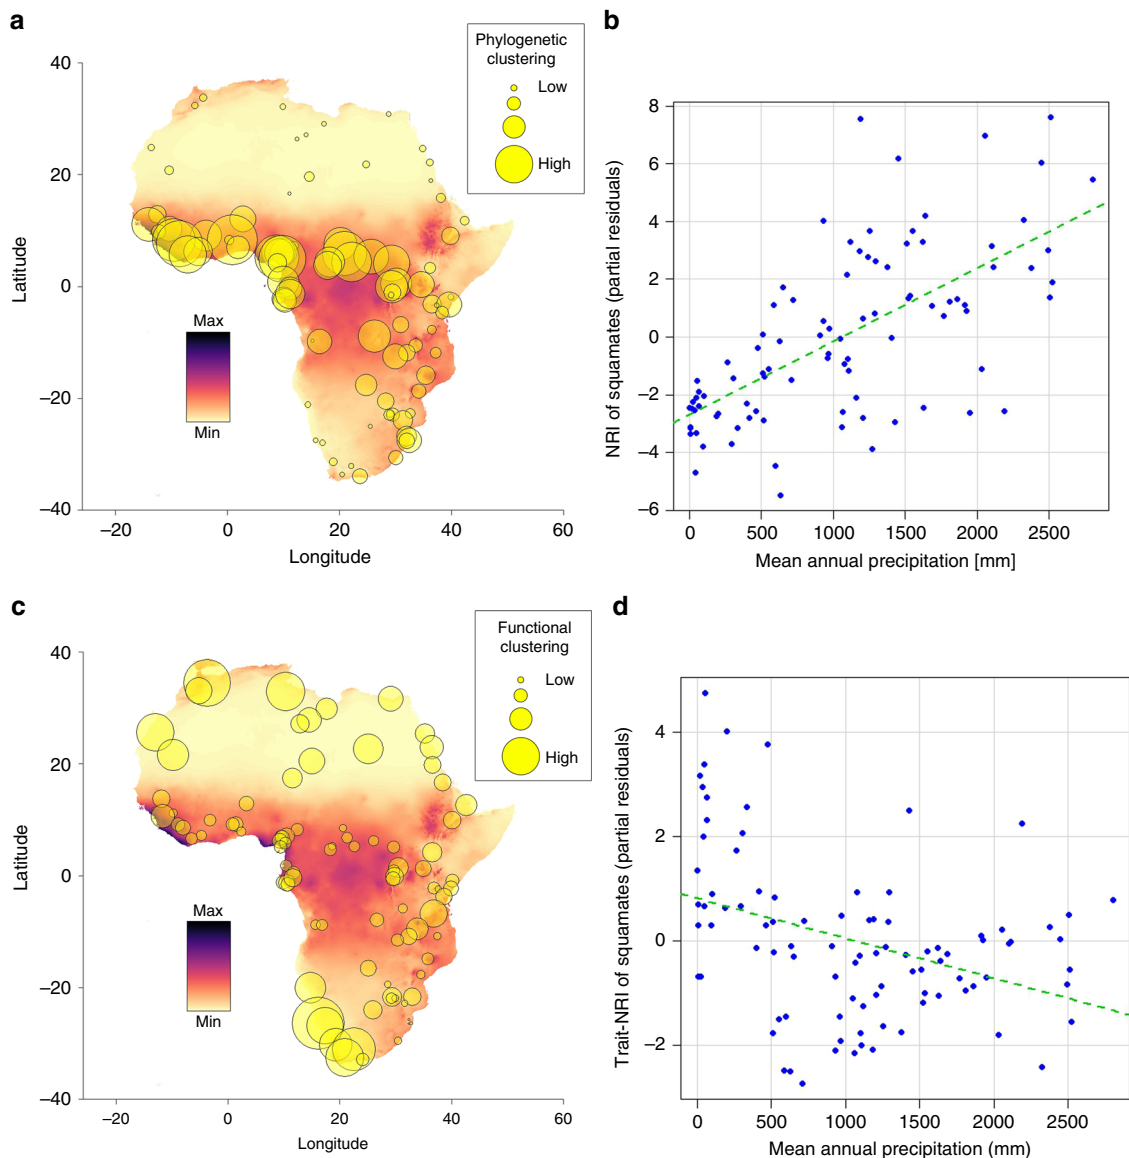 a
Phylogenetic
clustering
Low
High
40
20
0
−20
−40
Latitude
Max
Min
−20
0
20
40
60
Longitude
b
8
6
4
2
0
−2
−4
−6
NRI of squamates (partial residuals)
0
500
1000
1500
2000
2500
Mean annual precipitation [mm]
c
Functional
clustering
Low
High
40
20
0
−20
−40
Latitude
Max
Min
−20
0
20
40
60
Longitude
d
4
2
0
−2
Trait-NRI of squamates (partial residuals)
0
500
1000
1500
2000
2500
Mean annual precipitation (mm)